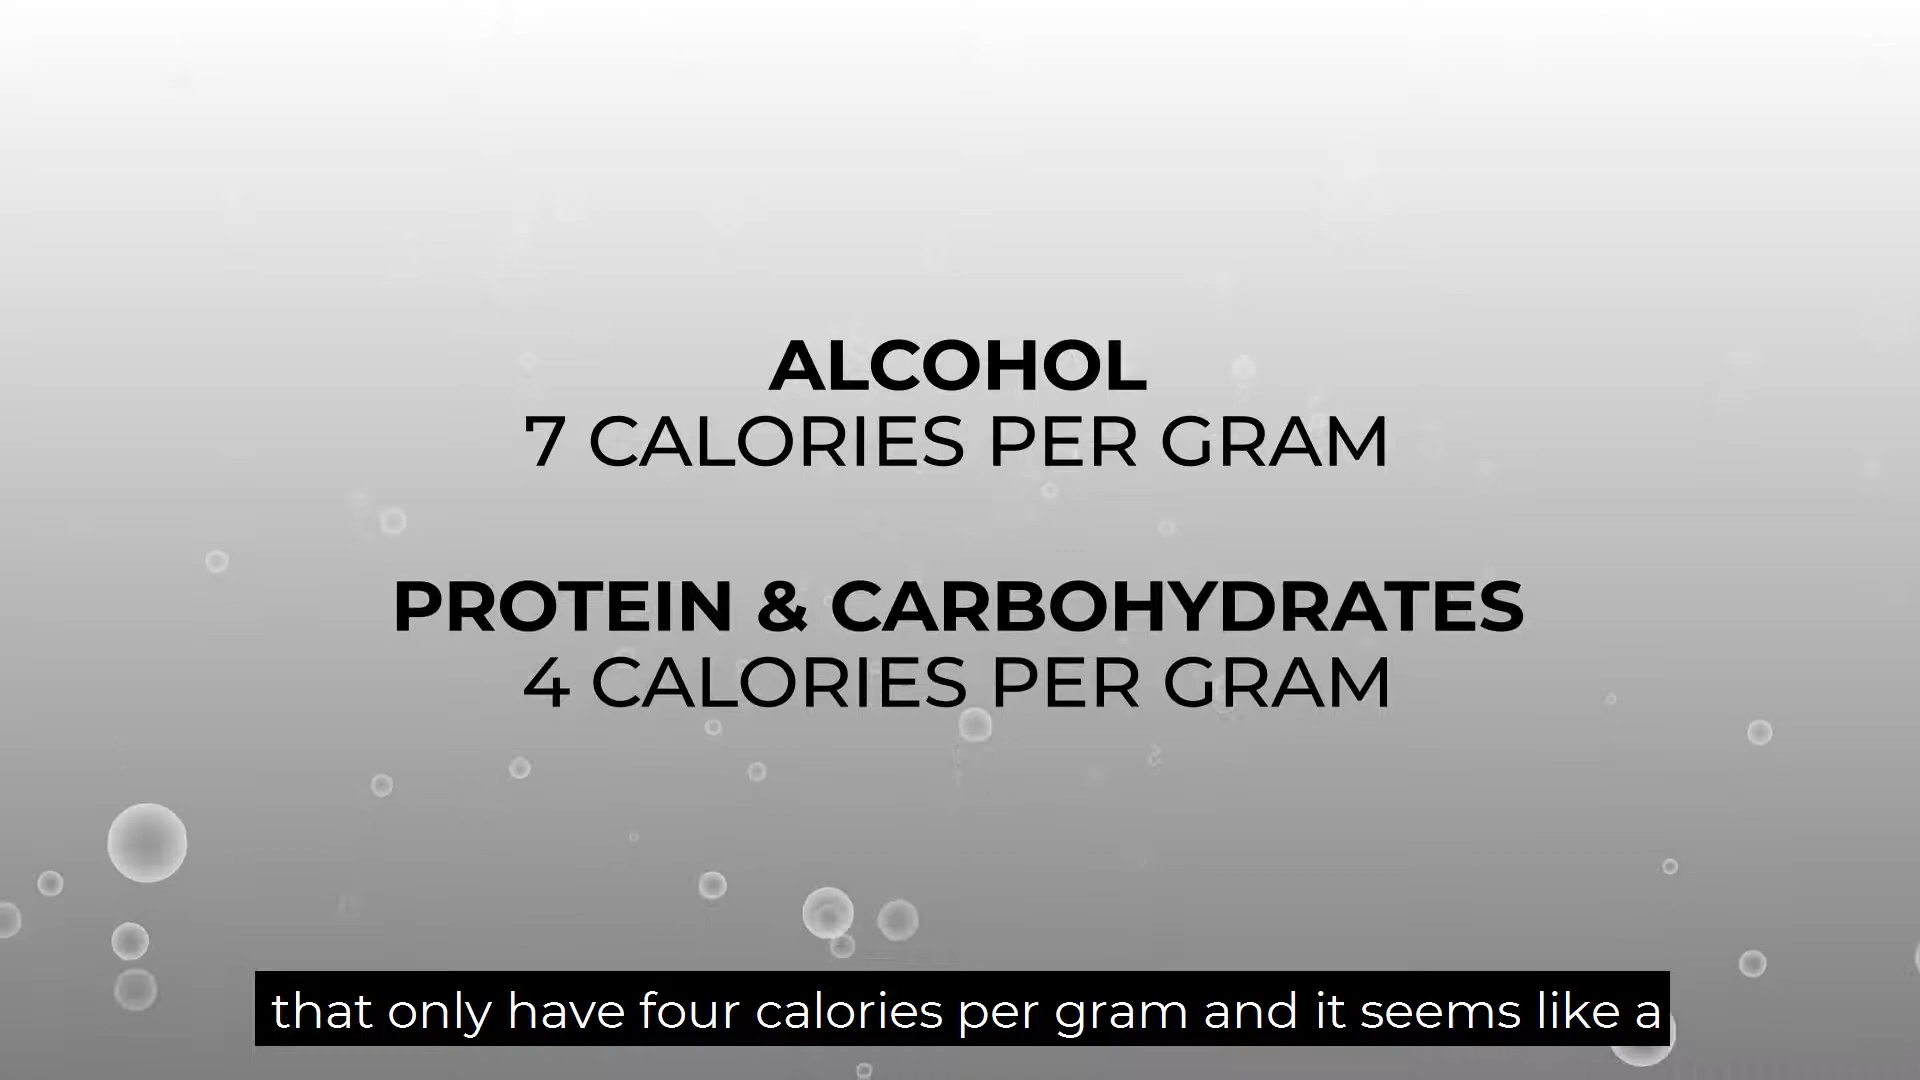 ALCOHOL
7 CALORIES PER GRAM
PROTEIN & CARBOHYDRATES
4 CALORIES PER GRAM
that only have four calories per gram and it seems like a